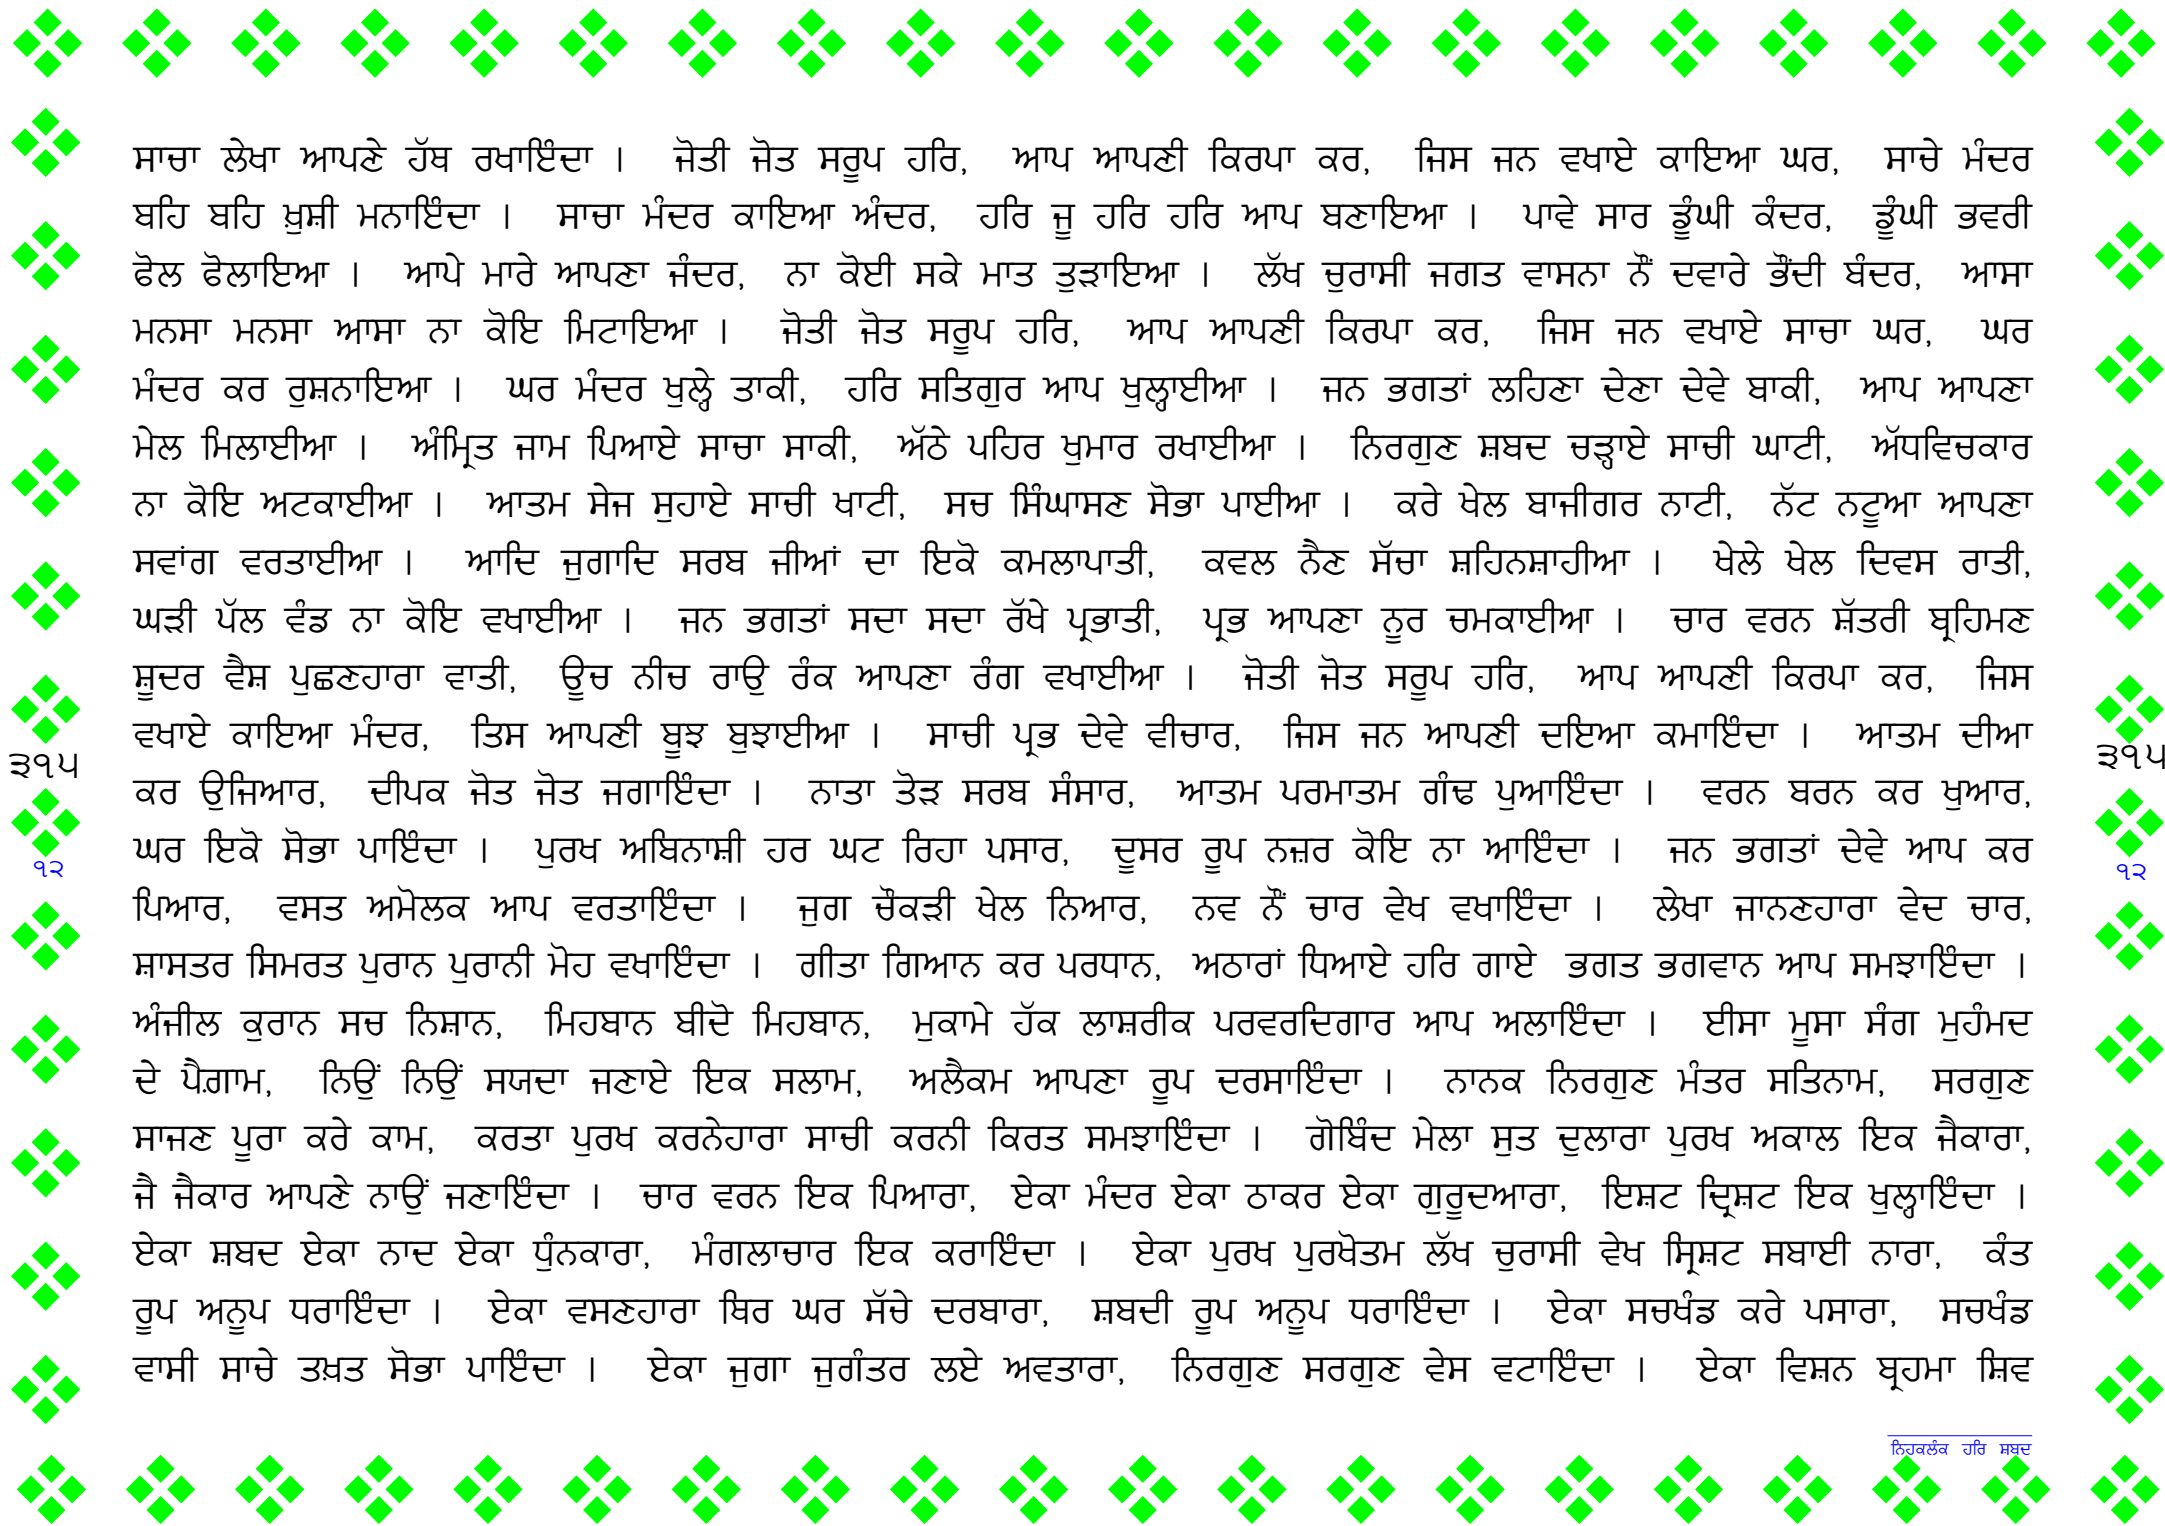 ਸਾਚਾ ਲੇਖਾ ਆਪਣੇ ਹੱਬ ਰਖਾਇੰਦਾ । ਜੋਤੀ ਜੋਤ ਸਰੂਪ ਹਰਿ, ਆਪ ਆਪਣੀ ਕਿਰਪਾ ਕਰ, ਜਿਸ ਜਨ ਵਖਾਏ ਕਾਇਆ ਘਰ, ਸਾਚੇ ਮੰਦਰ
ਬਹਿ ਬਹਿ ਖ਼ੁਸ਼ੀ ਮਨਾਇੰਦਾ । ਸਾਚਾ ਮੰਦਰ ਕਾਇਆ ਅੰਦਰ, ਹਰਿ ਜੂ ਹਰਿ ਹਰਿ ਆਪ ਬਣਾਇਆ । ਪਾਵੇ ਸਾਰ ਡੂੰਘੀ ਕੰਦਰ, ਡੂੰਘੀ ਭਵਰੀ
ਫੋਲ ਫੋਲਾਇਆ । ਆਪੇ ਮਾਰੇ ਆਪਣਾ ਜੰਦਰ, ਨਾ ਕੋਈ ਸਕੇ ਮਾਤ ਤੁੜਾਇਆ । ਲੱਖ ਚੁਰਾਸੀ ਜਗਤ ਵਾਸਨਾ ਨੌਂ ਦਵਾਰੇ ਭੌਂਦੀ ਬੰਦਰ, ਆਸਾ
ਮਨਸਾ ਮਨਸਾ ਆਸਾ ਨਾ ਕੋਇ ਮਿਟਾਇਆ । ਜੋਤੀ ਜੋਤ ਸਰੂਪ ਹਰਿ, ਆਪ ਆਪਣੀ ਕਿਰਪਾ ਕਰ, ਜਿਸ ਜਨ ਵਖਾਏ ਸਾਚਾ ਘਰ, ਘਰ
ਮੰਦਰ ਕਰ ਰੁਸ਼ਨਾਇਆ । ਘਰ ਮੰਦਰ ਖੁਲ੍ਹੇ ਤਾਕੀ, ਹਰਿ ਸਤਿਗੁਰ ਆਪ ਖੁਲ੍ਹਾਈਆ । ਜਨ ਭਗਤਾਂ ਲਹਿਣਾ ਦੇਣਾ ਦੇਵੇ ਬਾਕੀ, ਆਪ ਆਪਣਾ
ਮੇਲ ਮਿਲਾਈਆ । ਅੰਮ੍ਰਿਤ ਜਾਮ ਪਿਆਏ ਸਾਚਾ ਸਾਕੀ, ਅੱਠੇ ਪਹਿਰ ਖੁਮਾਰ ਰਖਾਈਆ । ਨਿਰਗੁਣ ਸ਼ਬਦ ਚੜ੍ਹਾਏ ਸਾਚੀ ਘਾਟੀ, ਅੱਧਵਿਚਕਾਰ
ਨਾ ਕੋਇ ਅਟਕਾਈਆ । ਆਤਮ ਸੇਜ ਸੁਹਾਏ ਸਾਚੀ ਖਾਟੀ, ਸਚ ਸਿੰਘਾਸਣ ਸੋਭਾ ਪਾਈਆ । ਕਰੇ ਖੇਲ ਬਾਜੀਗਰ ਨਾਟੀ, ਨੱਟ ਨਟੂਆ ਆਪਣਾ
ਸਵਾਂਗ ਵਰਤਾਈਆ । ਆਦਿ ਜੁਗਾਦਿ ਸਰਬ ਜੀਆਂ ਦਾ ਇਕੋ ਕਮਲਾਪਾਤੀ, ਕਵਲ ਨੈਣ ਸੱਚਾ ਸ਼ਹਿਨਸ਼ਾਹੀਆ । ਖੇਲੇ ਖੇਲ ਦਿਵਸ ਰਾਤੀ,
ਘੜੀ ਪੱਲ ਵੰਡ ਨਾ ਕੋਇ ਵਖਾਈਆ । ਜਨ ਭਗਤਾਂ ਸਦਾ ਸਦਾ ਰੱਖੇ ਪ੍ਰਭਾਤੀ, ਪ੍ਰਭ ਆਪਣਾ ਨੂਰ ਚਮਕਾਈਆ । ਚਾਰ ਵਰਨ ਸ਼ੱਤਰੀ ਬ੍ਰਹਿਮਣ
ਸ਼ੂਦਰ ਵੈਸ਼ ਪੁਛਣਹਾਰਾ ਵਾਤੀ, ਊਚ ਨੀਚ ਰਾਉ ਰੰਕ ਆਪਣਾ ਰੰਗ ਵਖਾਈਆ । ਜੋਤੀ ਜੋਤ ਸਰੂਪ ਹਰਿ, ਆਪ ਆਪਣੀ ਕਿਰਪਾ ਕਰ, ਜਿਸ
ਵਖਾਏ ਕਾਇਆ ਮੰਦਰ, ਤਿਸ ਆਪਣੀ ਬੂਝ ਬੁਝਾਈਆ । ਸਾਚੀ ਪ੍ਰਭ ਦੇਵੇ ਵੀਚਾਰ, ਜਿਸ ਜਨ ਆਪਣੀ ਦਇਆ ਕਮਾਇੰਦਾ । ਆਤਮ ਦੀਆ
ਕਰ ਉਜਿਆਰ, ਦੀਪਕ ਜੋਤ ਜੋਤ ਜਗਾਇੰਦਾ । ਨਾਤਾ ਤੋੜ ਸਰਬ ਸੰਸਾਰ, ਆਤਮ ਪਰਮਾਤਮ ਗੰਢ ਪੁਆਇੰਦਾ । ਵਰਨ ਬਰਨ ਕਰ ਖੁਆਰ,
ਘਰ ਇਕੋ ਸੋਭਾ ਪਾਇੰਦਾ । ਪੁਰਖ ਅਬਿਨਾਸ਼ੀ ਹਰ ਘਟ ਰਿਹਾ ਪਸਾਰ, ਦੂਸਰ ਰੂਪ ਨਜ਼ਰ ਕੋਇ ਨਾ ਆਇੰਦਾ । ਜਨ ਭਗਤਾਂ ਦੇਵੇ ਆਪ ਕਰ
ਪਿਆਰ, ਵਸਤ ਅਮੋਲਕ ਆਪ ਵਰਤਾਇੰਦਾ । ਜੁਗ ਚੌਕੜੀ ਖੇਲ ਨਿਆਰ, ਨਵ ਨੌਂ ਚਾਰ ਵੇਖ ਵਖਾਇੰਦਾ । ਲੇਖਾ ਜਾਨਣਹਾਰਾ ਵੇਦ ਚਾਰ,
ਸ਼ਾਸਤਰ ਸਿਮਰਤ ਪੁਰਾਨ ਪੁਰਾਨੀ ਮੋਹ ਵਖਾਇੰਦਾ । ਗੀਤਾ ਗਿਆਨ ਕਰ ਪਰਧਾਨ, ਅਠਾਰਾਂ ਧਿਆਏ ਹਰਿ ਗਾਏ ਭਗਤ ਭਗਵਾਨ ਆਪ ਸਮਝਾਇੰਦਾ ।
ਅੰਜੀਲ ਕੁਰਾਨ ਸਚ ਨਿਸ਼ਾਨ, ਮਿਹਬਾਨ ਬੀਦੋ ਮਿਹਬਾਨ, ਮੁਕਾਮੇ ਹੱਕ ਲਾਸ਼ਰੀਕ ਪਰਵਰਦਿਗਾਰ ਆਪ ਅਲਾਇੰਦਾ । ਈਸਾ ਮੂਸਾ ਸੰਗ ਮੁਹੰਮਦ
ਦੇ ਪੈਗ਼ਾਮ, ਨਿਉਂ ਨਿਉਂ ਸਯਦਾ ਜਣਾਏ ਇਕ ਸਲਾਮ, ਅਲੈਕਮ ਆਪਣਾ ਰੂਪ ਦਰਸਾਇੰਦਾ । ਨਾਨਕ ਨਿਰਗੁਣ ਮੰਤਰ ਸਤਿਨਾਮ, ਸਰਗੁਣ
ਸਾਜਣ ਪੂਰਾ ਕਰੇ ਕਾਮ, ਕਰਤਾ ਪੁਰਖ ਕਰਨੇਹਾਰਾ ਸਾਚੀ ਕਰਨੀ ਕਿਰਤ ਸਮਝਾਇੰਦਾ । ਗੋਬਿੰਦ ਮੇਲਾ ਸੁਤ ਦੁਲਾਰਾ ਪੁਰਖ ਅਕਾਲ ਇਕ ਜੈਕਾਰਾ,
ਜੈ ਜੈਕਾਰ ਆਪਣੇ ਨਾਉਂ ਜਣਾਇੰਦਾ । ਚਾਰ ਵਰਨ ਇਕ ਪਿਆਰਾ, ਏਕਾ ਮੰਦਰ ਏਕਾ ਠਾਕਰ ਏਕਾ ਗੁਰੂਦਆਰਾ, ਇਸ਼ਟ ਦ੍ਰਿਸ਼ਟ ਇਕ ਖੁਲ੍ਹਾਇੰਦਾ ।
ਏਕਾ ਸ਼ਬਦ ਏਕਾ ਨਾਦ ਏਕਾ ਧੁੰਨਕਾਰਾ, ਮੰਗਲਾਚਾਰ ਇਕ ਕਰਾਇੰਦਾ । ਏਕਾ ਪੁਰਖ ਪੁਰਖੋਤਮ ਲੱਖ ਚੁਰਾਸੀ ਵੇਖ ਸ੍ਰਿਸ਼ਟ ਸਬਾਈ ਨਾਰਾ, ਕੰਤ
ਰੂਪ ਅਨੂਪ ਧਰਾਇੰਦਾ । ਏਕਾ ਵਸਣਹਾਰਾ ਥਿਰ ਘਰ ਸੱਚੇ ਦਰਬਾਰਾ, ਸ਼ਬਦੀ ਰੂਪ ਅਨੂਪ ਧਰਾਇੰਦਾ । ਏਕਾ ਸਚਖੰਡ ਕਰੇ ਪਸਾਰਾ, ਸਚਖੰਡ
ਵਾਸੀ ਸਾਚੇ ਤਖ਼ਤ ਸੋਭਾ ਪਾਇੰਦਾ । ਏਕਾ ਜੁਗਾ ਜੁਗੰਤਰ ਲਏ ਅਵਤਾਰਾ, ਨਿਰਗੁਣ ਸਰਗੁਣ ਵੇਸ ਵਟਾਇੰਦਾ । ਏਕਾ ਵਿਸ਼ਨ ਬ੍ਰਹਮਾ ਸ਼ਿਵ
੩੧੫
੧੨
੩੧੫
੧੨
ਨਿਹਕਲੰਕ ਹਰਿ ਸ਼ਬਦ